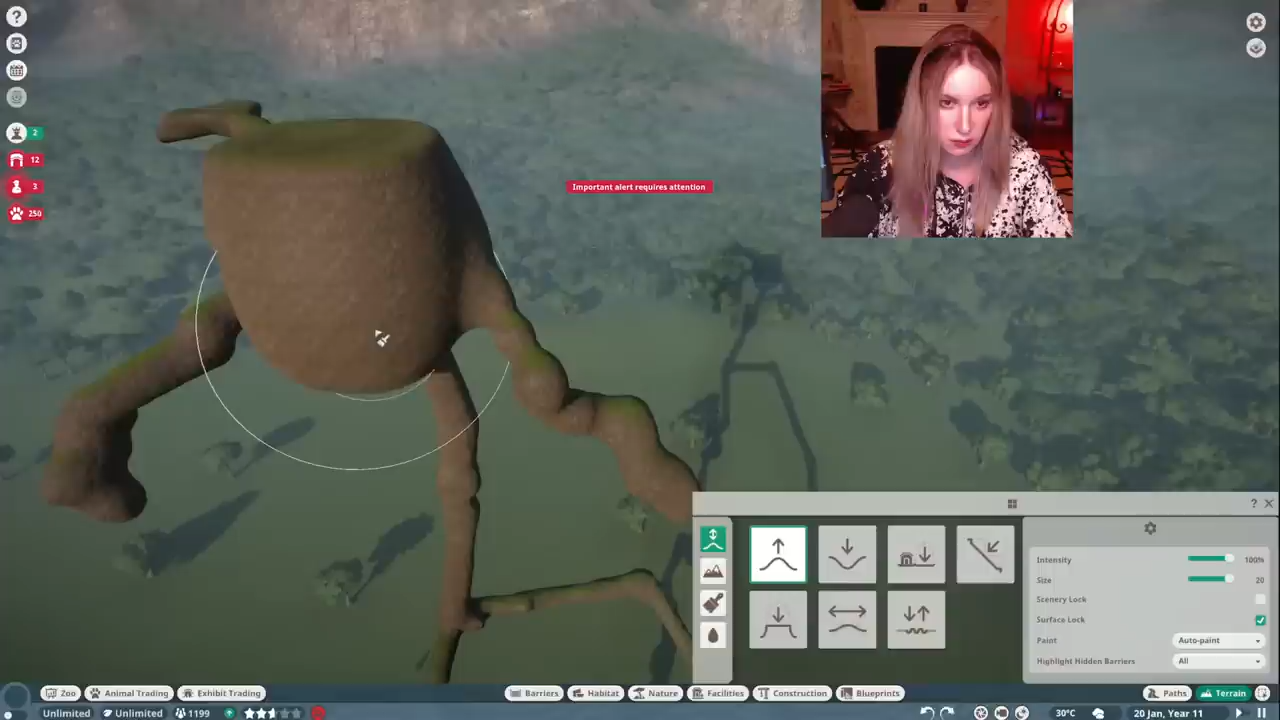 ?
2
12
3
250
Important alert requires attention
?
Intensity 100%
Size 20
Scenery Lock
Surface Lock
Paint Auto-paint
Highlight Hidden Barriers All
Zoo Animal Trading Exhibit Trading Barriers Habitat Nature Facilities Construction Blueprints Paths Terrain
Unlimited Unlimited 1199 30°C 20 Jan, Year 11